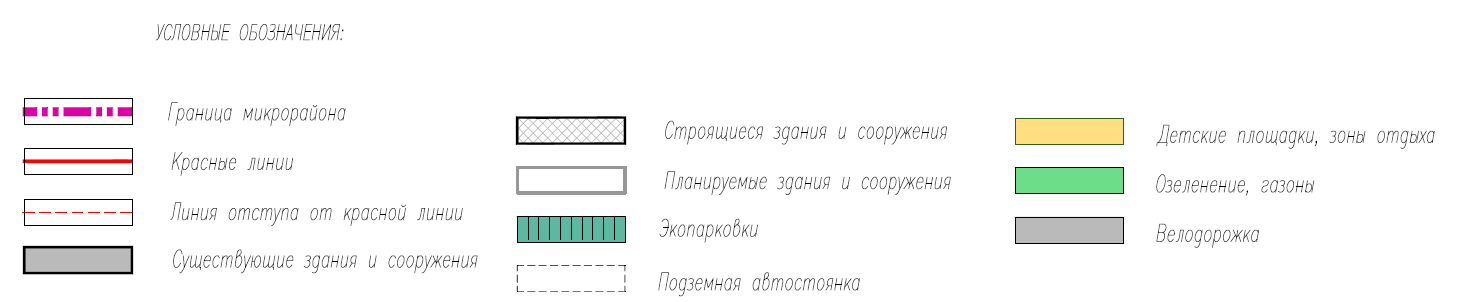 УСЛОВНЫЕ ОБОЗНАЧЕНИЯ:
Граница микрорайона
Красные линии
Линия отступа от красной линии
Существующие здания и сооружения
Строящиеся здания и сооружения
Планируемые здания и сооружения
Экопарковки
Подземная автостоянка
Детские площадки, зоны отдыха
Озеленение, газоны
Велодорожка